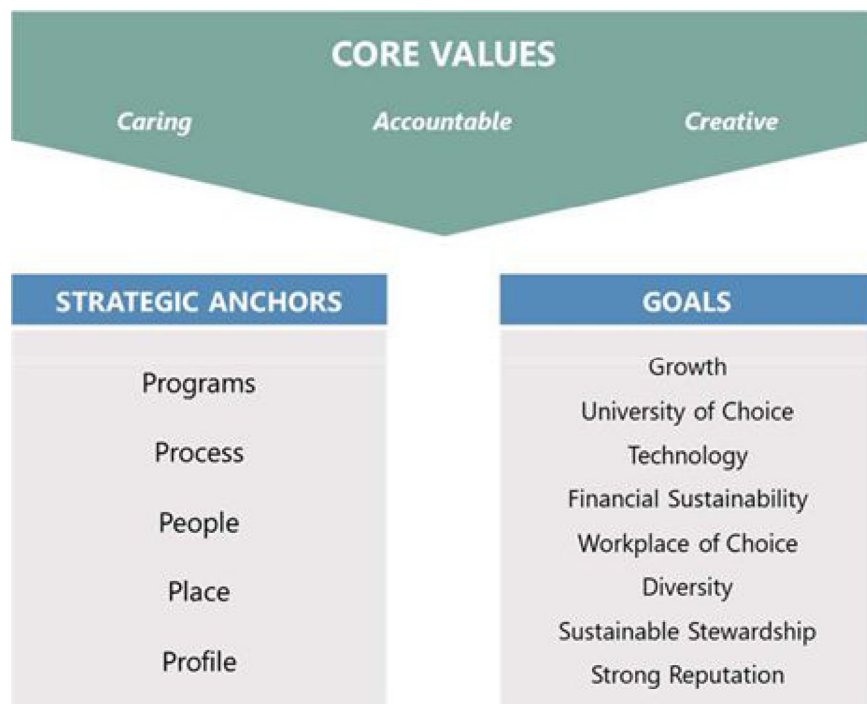 CORE VALUES
Caring Accountable Creative
STRATEGIC ANCHORS
Programs
Process
People
Place
Profile
GOALS
Growth
University of Choice
Technology
Financial Sustainability
Workplace of Choice
Diversity
Sustainable Stewardship
Strong Reputation